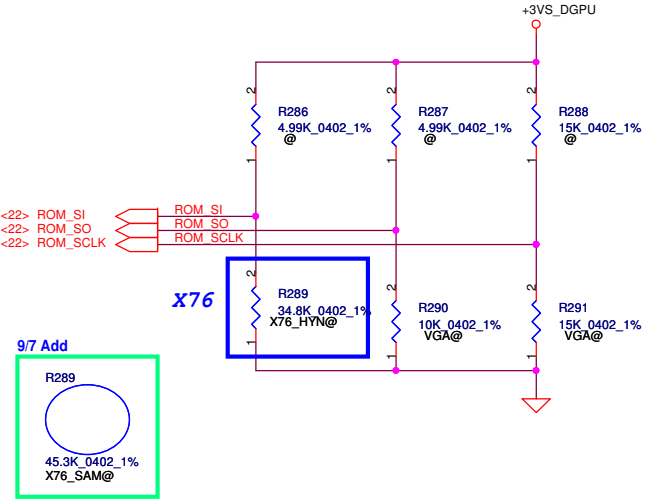 +3VS_DGPU
2
2
2
R286
4.99K_0402_1%
@
R287
4.99K_0402_1%
@
R288
15K_0402_1%
@
1
1
1
<22> ROM_SI
ROM_SI
<22> ROM_SO
ROM_SO
<22> ROM_SCLK
ROM_SCLK
X76
2
R289
34.8K_0402_1%
X76_HYN@
1
2
R290
10K_0402_1%
VGA@
1
2
R291
15K_0402_1%
VGA@
1
9/7 Add
R289
45.3K_0402_1%
X76_SAM@